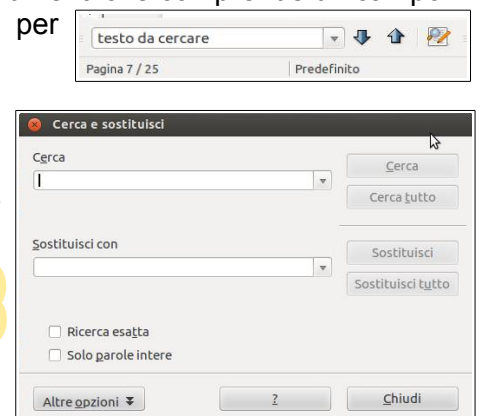 per
testo da cercare
Pagina 7 / 25 Predefinito
Cerca e sostituisci
Cerca
Cerca
Cerca tutto
Sostituisci con
Sostituisci
Sostituisci tutto
Ricerca esatta
Solo parole intere
Altre opzioni ? Chiudi